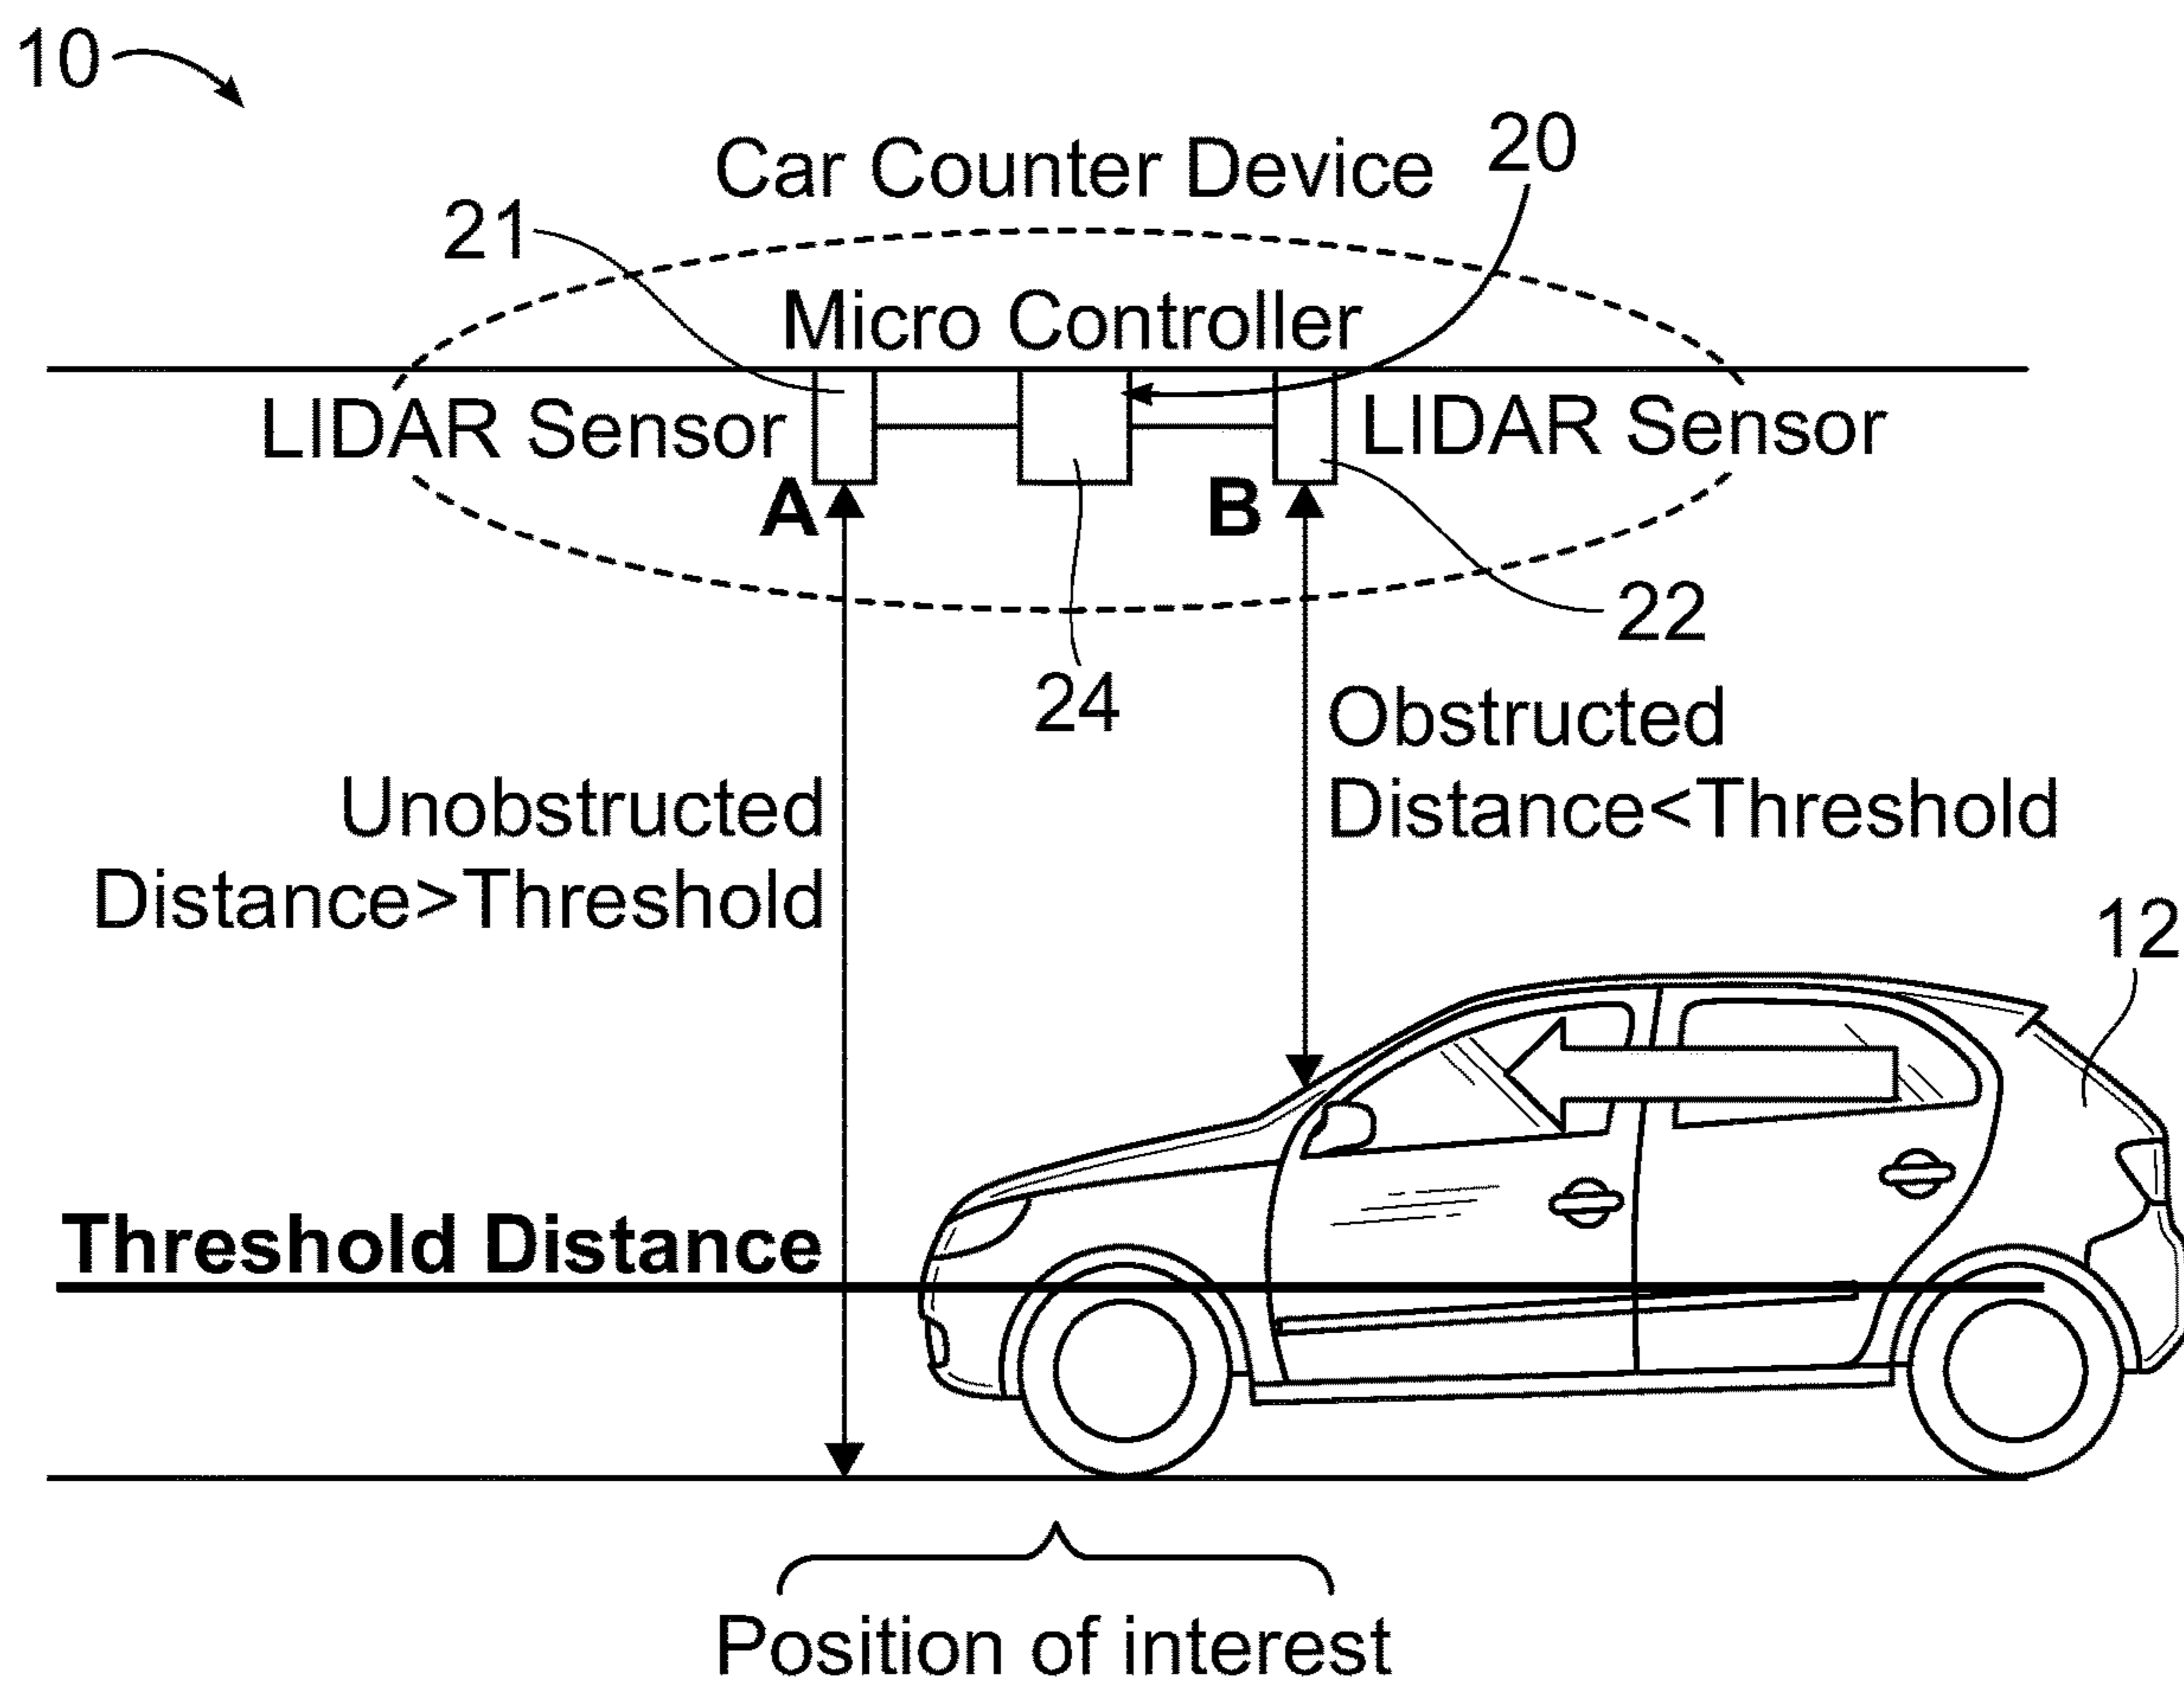 10
Car Counter Device
20
21
Micro Controller
LIDAR Sensor
LIDAR Sensor
A
B
22
24
Obstructed
Distance<Threshold
Unobstructed
Distance>Threshold
12
Threshold Distance
Position of interest